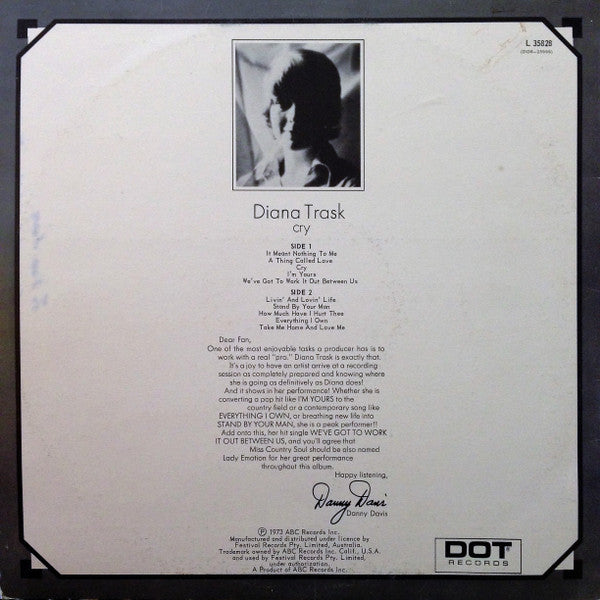 L 35828
Diana Trask
cry
SIDE 1
It Meant Nothing To Me
A Thing Called Love
Cry
I'm Yours
We've Got To Work It Out Between Us
SIDE 2
Livin' And Lovin' Life
Stand By Your Man
How Much Have I Hurt Thee
Everything I Own
Take Me Home And Love Me
Dear Fan,
One of the most enjoyable tasks a producer has is to
work with a real "pro." Diana Trask is exactly that.
It's a joy to have an artist arrive at a recording
session as completely prepared and knowing where
she is going as definitively as Diana does!
And it shows in her performance! Whether she is
converting a pop hit like I'M YOURS to the
country field or a contemporary song like
EVERYTHING I OWN, or breathing new life into
STAND BY YOUR MAN, she is a peak performer!!
Add onto this, her hit single WE'VE GOT TO WORK
IT OUT BETWEEN US, and you'll agree that
Miss Country Soul should be also named
Lady Emotion for her great performance
throughout this album.
Happy listening,
Danny Davis
Danny Davis
Ⓟ 1973 ABC Records Inc.
Manufactured and distributed under licence by
Festival Records Pty. Limited, Australia.
Trademark owned by ABC Records Inc. Calif., U.S.A.
and used by Festival Records Pty. Limited,
under authorization.
A Product of ABC Records Inc.
DOT®
RECORDS